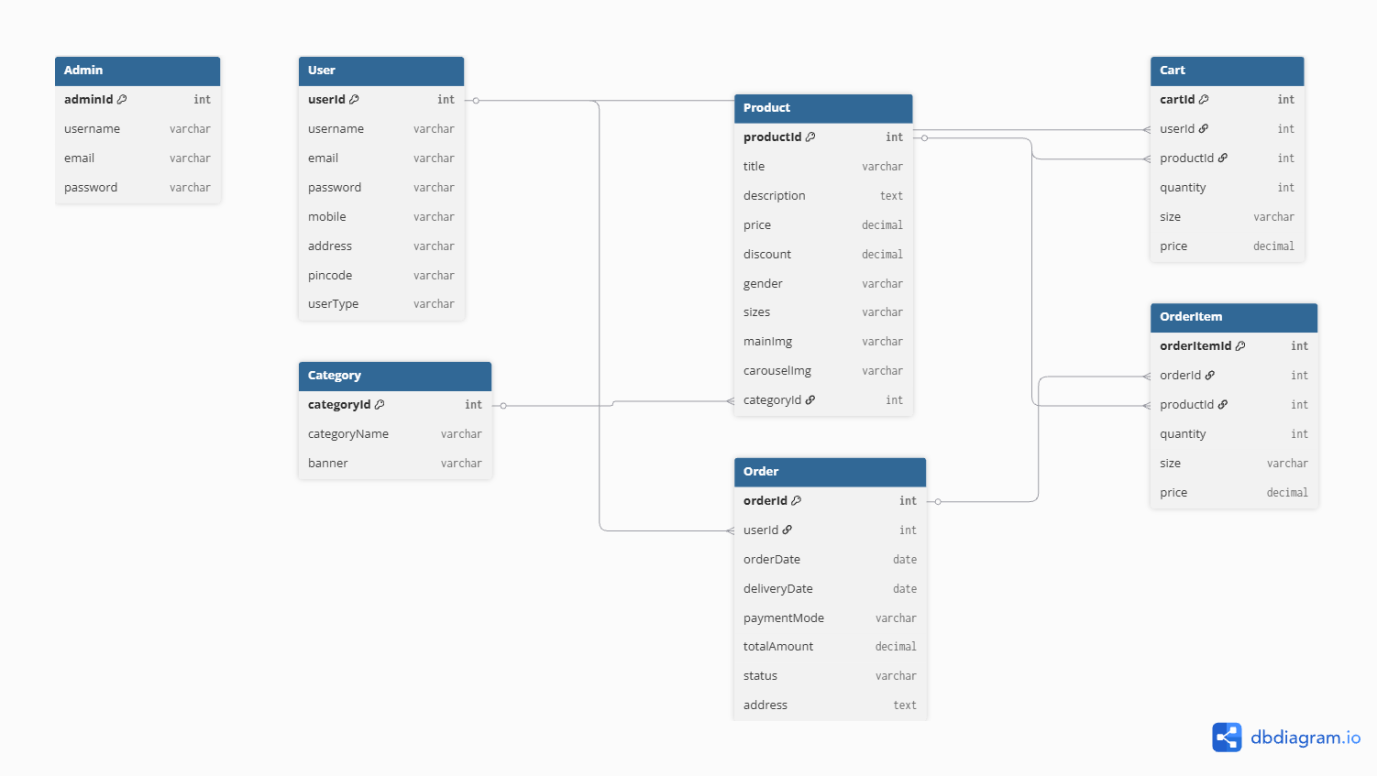 Admin
adminId int
username varchar
email varchar
password varchar
User
userId int
username varchar
email varchar
password varchar
mobile varchar
address varchar
pincode varchar
userType varchar
Category
categoryId int
categoryName varchar
banner varchar
Product
productId int
title varchar
description text
price decimal
discount decimal
gender varchar
sizes varchar
mainImg varchar
carouselImg varchar
categoryId int
Order
orderId int
userId int
orderDate date
deliveryDate date
paymentMode varchar
totalAmount decimal
status varchar
address text
Cart
cartId int
userId int
productId int
quantity int
size varchar
price decimal
OrderItem
orderItemId int
orderId int
productId int
quantity int
size varchar
price decimal
dbdiagram.io